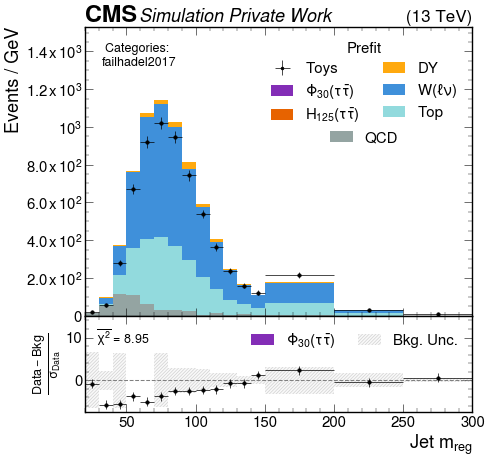 CMS Simulation Private Work (13 TeV)
Events / GeV
Categories:
failhadel2017
Prefit
Toys
DY
Φ₃₀(ττ̄)
W(ℓν)
H₁₂₅(ττ̄)
Top
QCD
1.4 x 10³
1.2 x 10³
10³
8.0 x 10²
6.0 x 10²
4.0 x 10²
2.0 x 10²
0
Data − Bkg
σ_Data
χ² = 8.95
Φ₃₀(ττ̄)
Bkg. Unc.
10
0
50 100 150 200 250 300
Jet m_reg